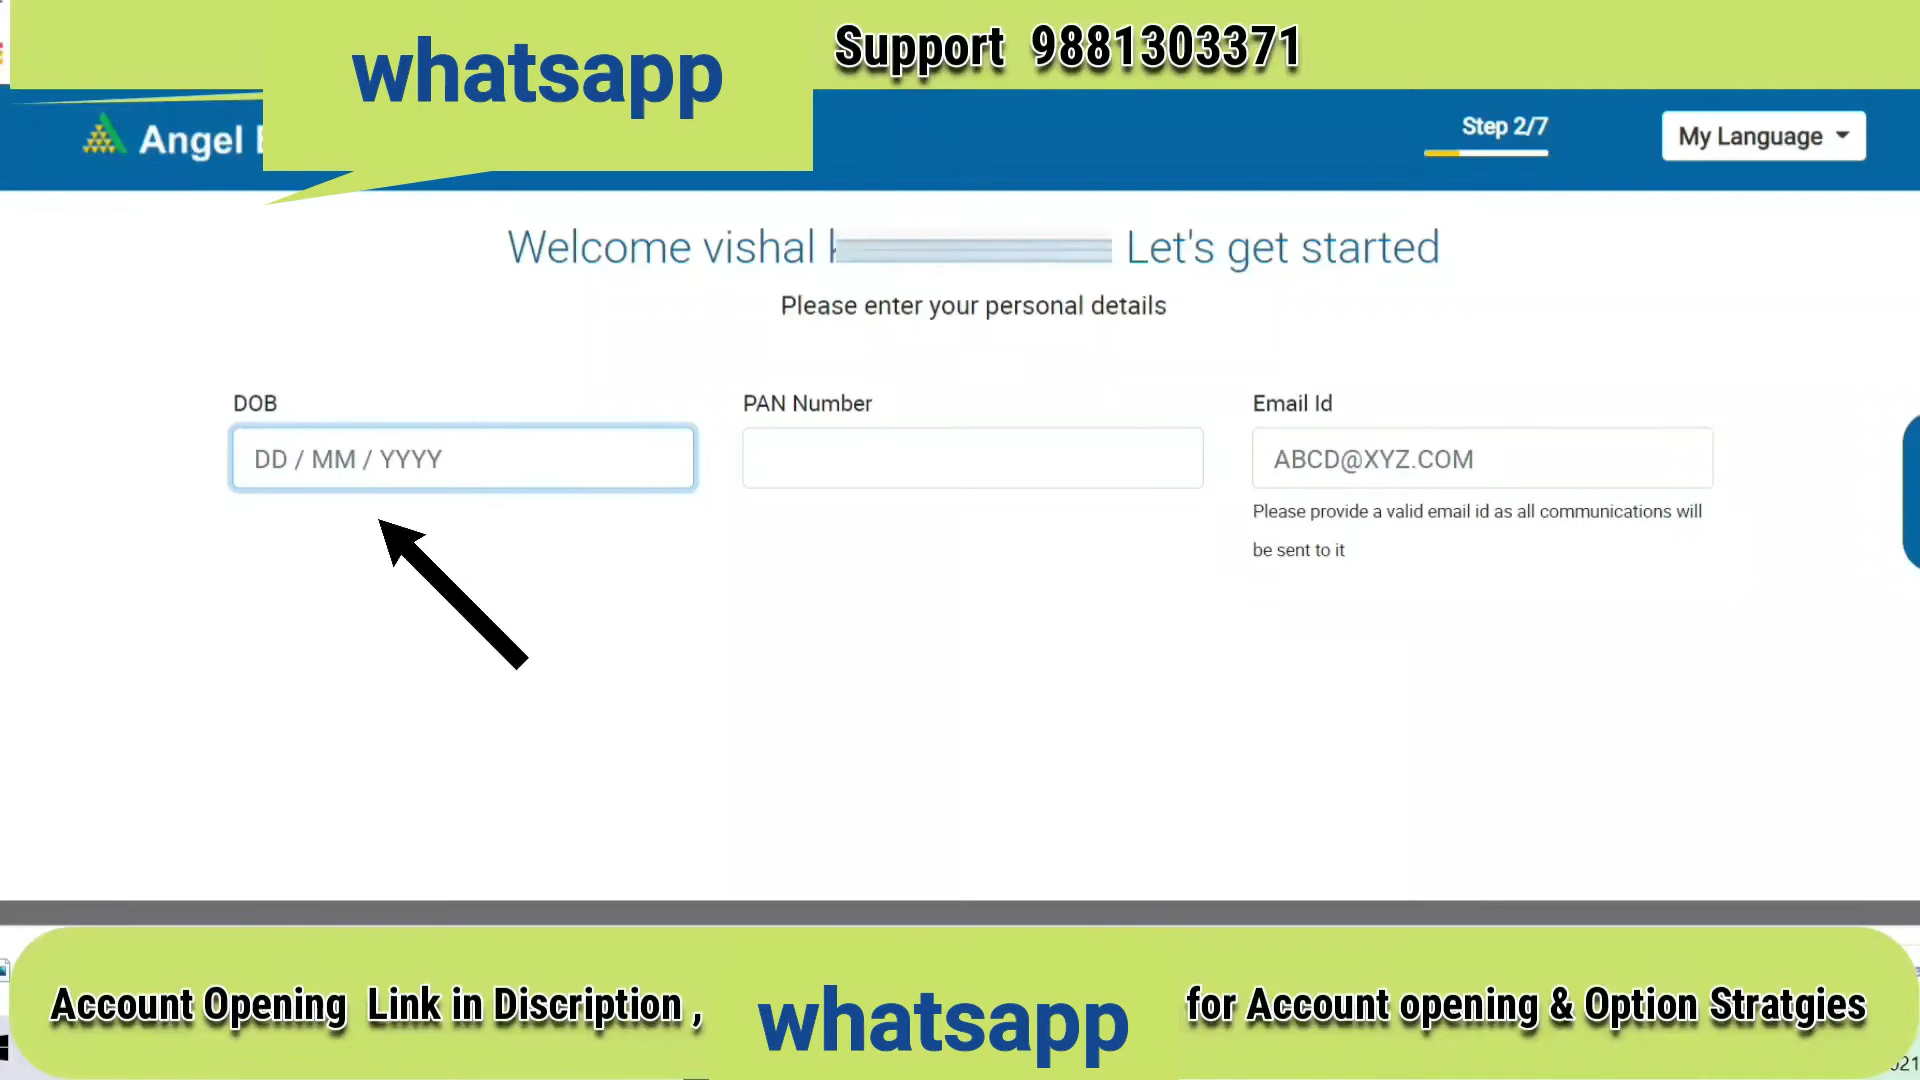 whatsapp
Support 9881303371
Angel
Step 2/7
My Language
Welcome vishal Let's get started
Please enter your personal details
DOB
PAN Number
Email Id
DD / MM / YYYY
ABCD@XYZ.COM
Please provide a valid email id as all communications will
be sent to it
Account Opening Link in Discription ,
whatsapp
for Account opening & Option Stratgies